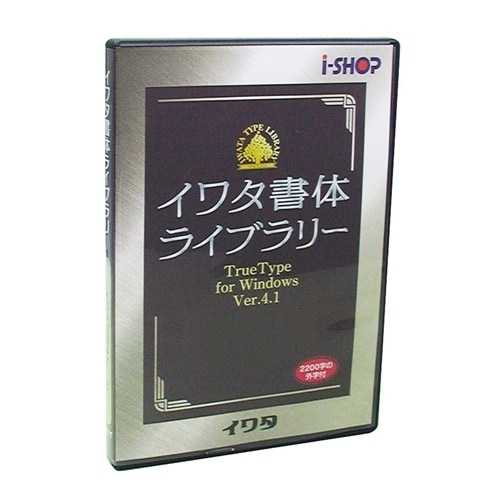 i-SHOP
IWATA TYPE LIBRARY
イワタ書体
ライブラリー
TrueType
for Windows
Ver.4.1
2200字の
外字付
イワタ
イワタ書体ライブラリー